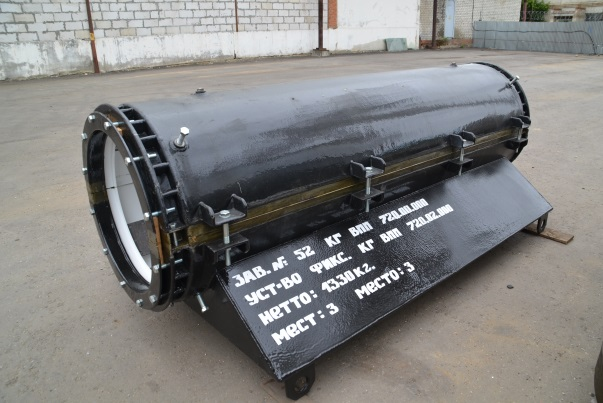 ЗАВ. №: 52 КГ ВПП 720.00.000
УСТ-ВО ФИКС. КГ ВПП 720.02.000
НЕТТО: 1330кг.
МЕСТ: 3 МЕСТО: 3